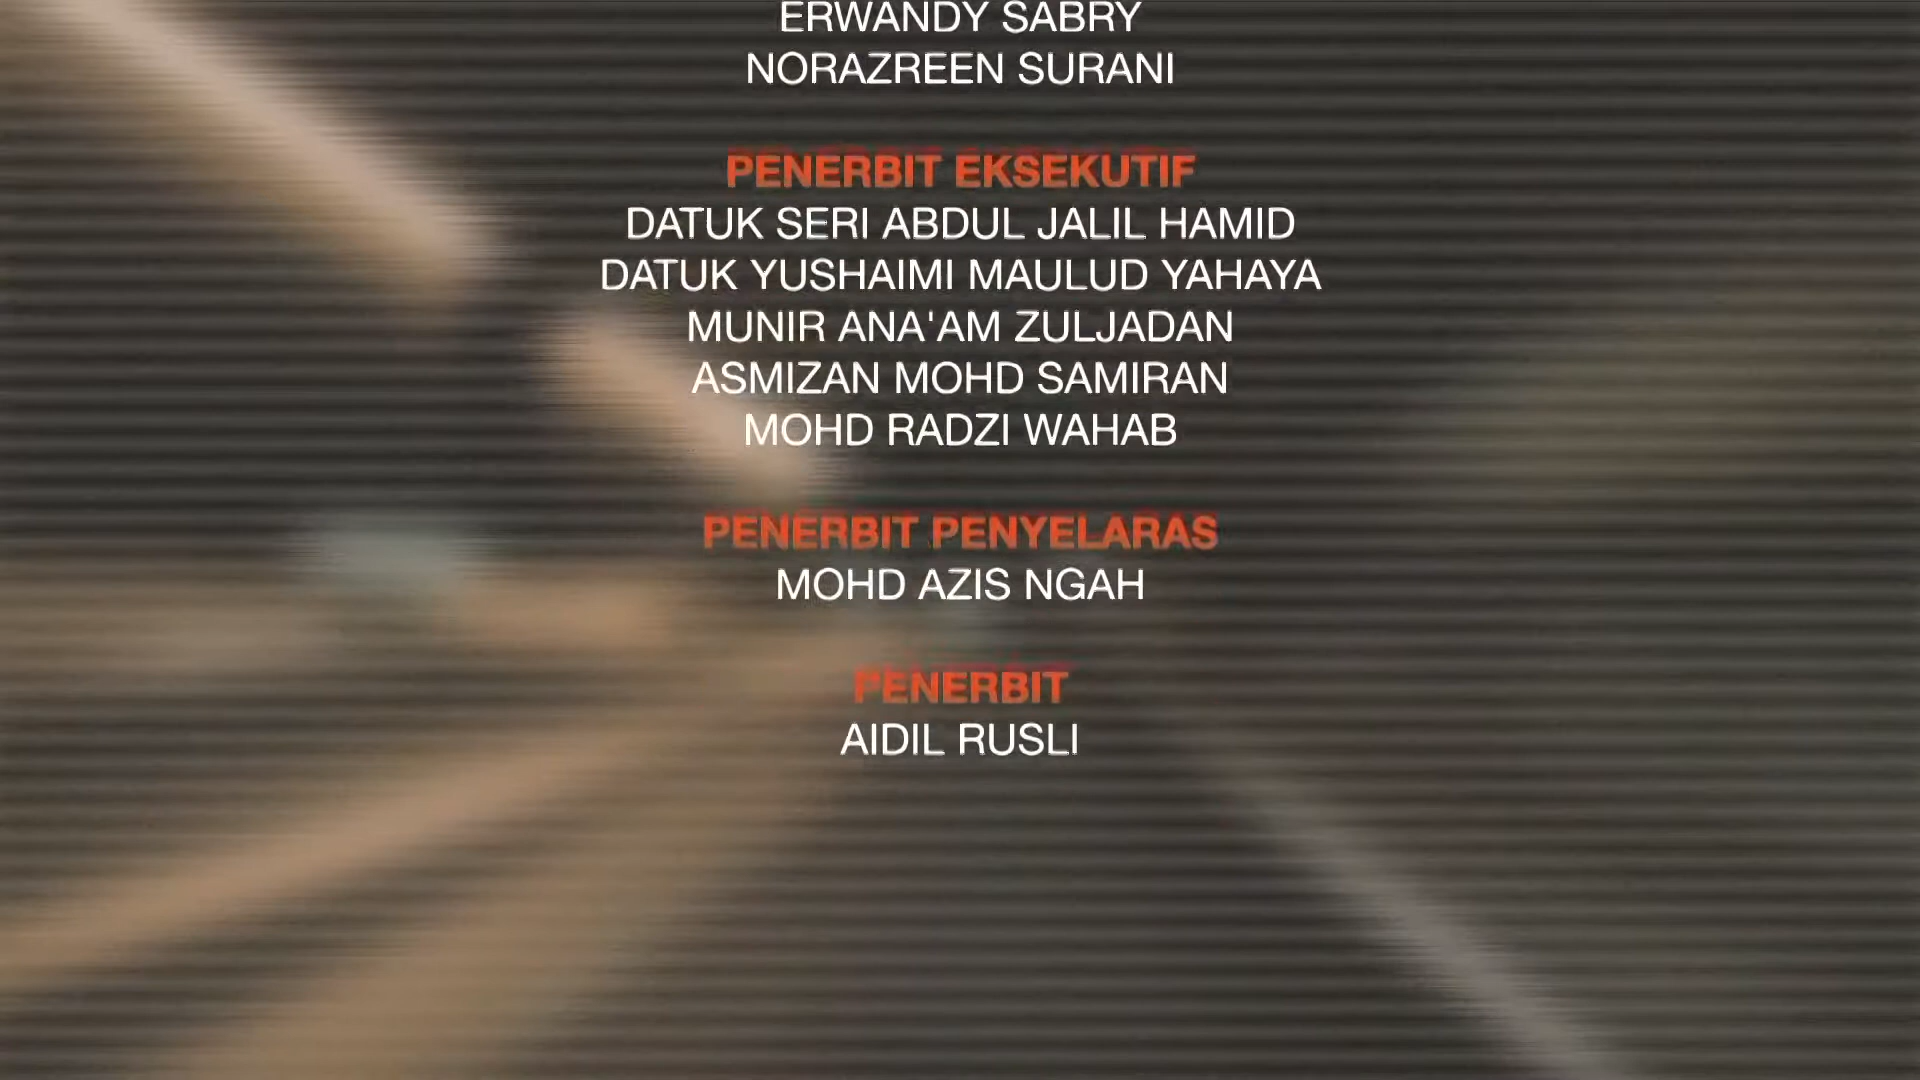 ERWANDY SABRY
NORAZREEN SURANI
PENERBIT EKSEKUTIF
DATUK SERI ABDUL JALIL HAMID
DATUK YUSHAIMI MAULUD YAHAYA
MUNIR ANA'AM ZULJADAN
ASMIZAN MOHD SAMIRAN
MOHD RADZI WAHAB
PENERBIT PENYELARAS
MOHD AZIS NGAH
PENERBIT
AIDIL RUSLI